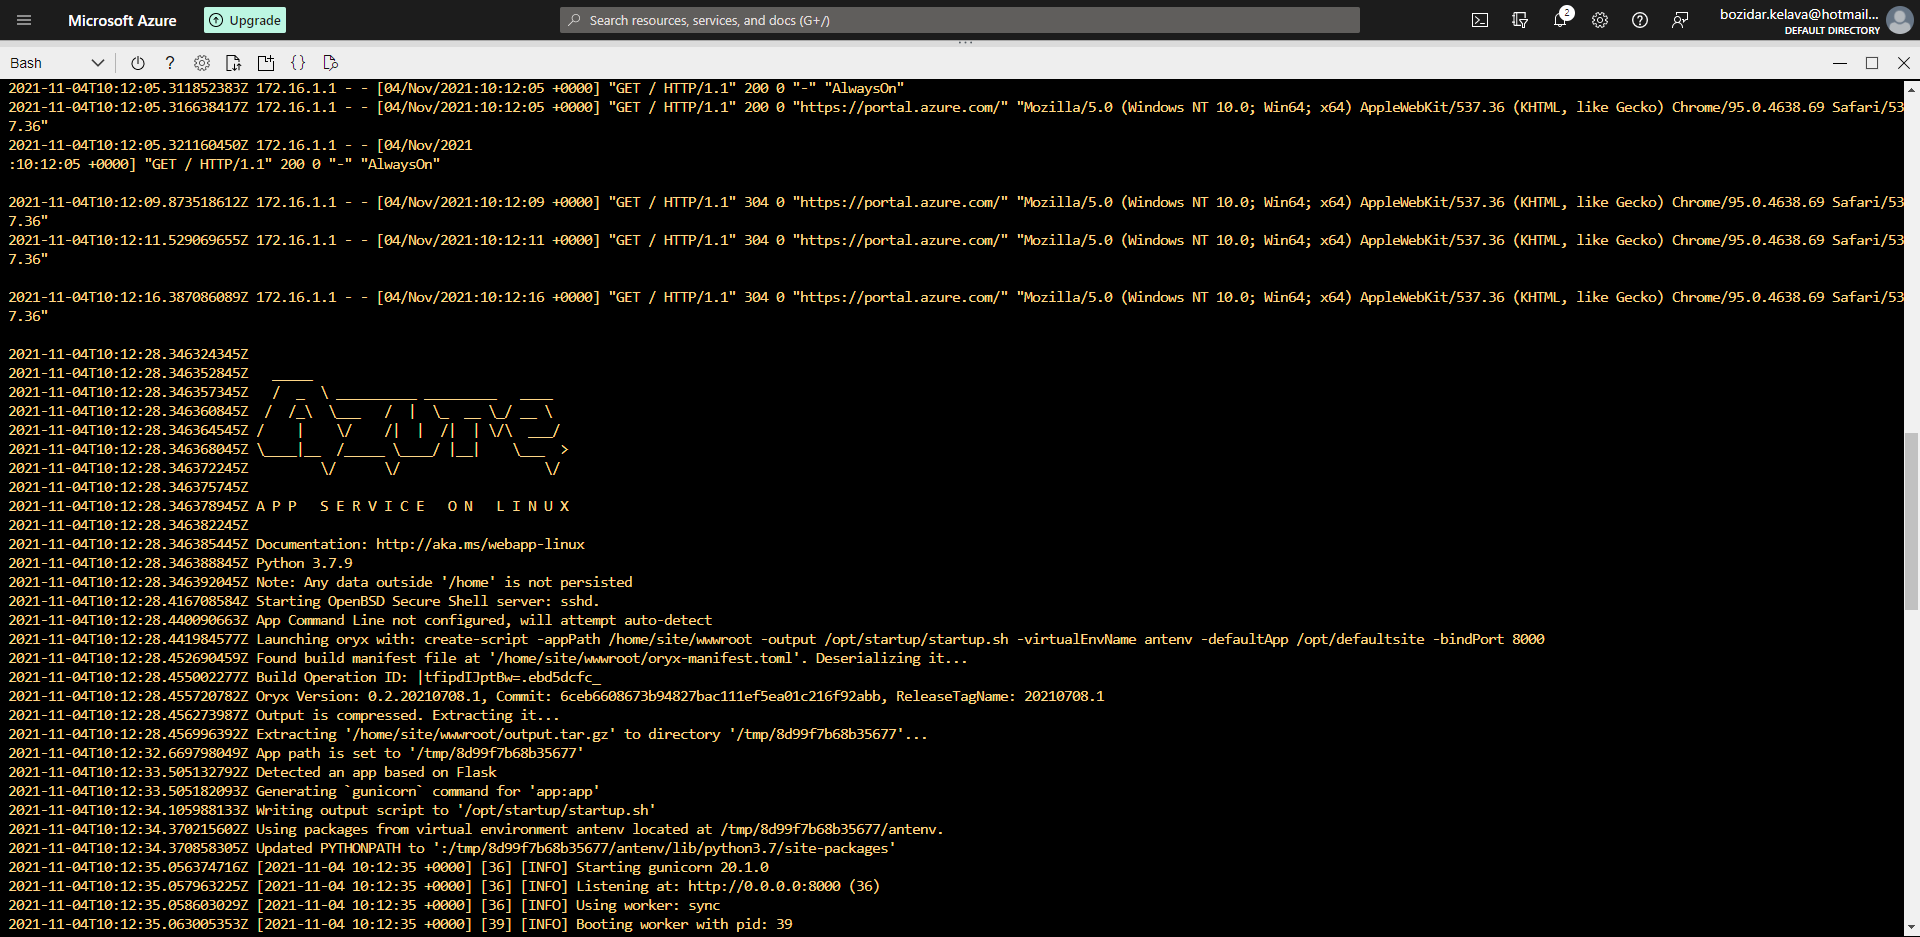 Microsoft Azure
Upgrade
Search resources, services, and docs (G+/)
2
bozidar.kelava@hotmail...
DEFAULT DIRECTORY
Bash
2021-11-04T10:12:05.311852383Z 172.16.1.1 - - [04/Nov/2021:10:12:05 +0000] "GET / HTTP/1.1" 200 0 "-" "AlwaysOn"
2021-11-04T10:12:05.316638417Z 172.16.1.1 - - [04/Nov/2021:10:12:05 +0000] "GET / HTTP/1.1" 200 0 "https://portal.azure.com/" "Mozilla/5.0 (Windows NT 10.0; Win64; x64) AppleWebKit/537.36 (KHTML, like Gecko) Chrome/95.0.4638.69 Safari/53
7.36"
2021-11-04T10:12:05.321160450Z 172.16.1.1 - - [04/Nov/2021
:10:12:05 +0000] "GET / HTTP/1.1" 200 0 "-" "AlwaysOn"
2021-11-04T10:12:09.873518612Z 172.16.1.1 - - [04/Nov/2021:10:12:09 +0000] "GET / HTTP/1.1" 304 0 "https://portal.azure.com/" "Mozilla/5.0 (Windows NT 10.0; Win64; x64) AppleWebKit/537.36 (KHTML, like Gecko) Chrome/95.0.4638.69 Safari/53
7.36"
2021-11-04T10:12:11.529069655Z 172.16.1.1 - - [04/Nov/2021:10:12:11 +0000] "GET / HTTP/1.1" 304 0 "https://portal.azure.com/" "Mozilla/5.0 (Windows NT 10.0; Win64; x64) AppleWebKit/537.36 (KHTML, like Gecko) Chrome/95.0.4638.69 Safari/53
7.36"
2021-11-04T10:12:16.387086089Z 172.16.1.1 - - [04/Nov/2021:10:12:16 +0000] "GET / HTTP/1.1" 304 0 "https://portal.azure.com/" "Mozilla/5.0 (Windows NT 10.0; Win64; x64) AppleWebKit/537.36 (KHTML, like Gecko) Chrome/95.0.4638.69 Safari/53
7.36"
2021-11-04T10:12:28.346324345Z
2021-11-04T10:12:28.346352845Z   _____
2021-11-04T10:12:28.346357345Z   /  _  \ __________ _________   ____
2021-11-04T10:12:28.346360845Z  /  /_\  \___   /  |  \_  __ \_/ __ \
2021-11-04T10:12:28.346364545Z /    |    \/    /|  |  /|  | \/\  ___/
2021-11-04T10:12:28.346368045Z \____|__  /_____ \____/ |__|    \___  >
2021-11-04T10:12:28.346372245Z         \/      \/                  \/
2021-11-04T10:12:28.346375745Z
2021-11-04T10:12:28.346378945Z A P P   S E R V I C E   O N   L I N U X
2021-11-04T10:12:28.346382245Z
2021-11-04T10:12:28.346385445Z Documentation: http://aka.ms/webapp-linux
2021-11-04T10:12:28.346388845Z Python 3.7.9
2021-11-04T10:12:28.346392045Z Note: Any data outside '/home' is not persisted
2021-11-04T10:12:28.416708584Z Starting OpenBSD Secure Shell server: sshd.
2021-11-04T10:12:28.440090663Z App Command Line not configured, will attempt auto-detect
2021-11-04T10:12:28.441984577Z Launching oryx with: create-script -appPath /home/site/wwwroot -output /opt/startup/startup.sh -virtualEnvName antenv -defaultApp /opt/defaultsite -bindPort 8000
2021-11-04T10:12:28.452690459Z Found build manifest file at '/home/site/wwwroot/oryx-manifest.toml'. Deserializing it...
2021-11-04T10:12:28.455002277Z Build Operation ID: |tfipdIJptBw=.ebd5dcfc_
2021-11-04T10:12:28.455720782Z Oryx Version: 0.2.20210708.1, Commit: 6ceb6608673b94827bac111ef5ea01c216f92abb, ReleaseTagName: 20210708.1
2021-11-04T10:12:28.456273987Z Output is compressed. Extracting it...
2021-11-04T10:12:28.456996392Z Extracting '/home/site/wwwroot/output.tar.gz' to directory '/tmp/8d99f7b68b35677'...
2021-11-04T10:12:32.669798049Z App path is set to '/tmp/8d99f7b68b35677'
2021-11-04T10:12:33.505132792Z Detected an app based on Flask
2021-11-04T10:12:33.505182093Z Generating `gunicorn` command for 'app:app'
2021-11-04T10:12:34.105988133Z Writing output script to '/opt/startup/startup.sh'
2021-11-04T10:12:34.370215602Z Using packages from virtual environment antenv located at /tmp/8d99f7b68b35677/antenv.
2021-11-04T10:12:34.370858305Z Updated PYTHONPATH to ':/tmp/8d99f7b68b35677/antenv/lib/python3.7/site-packages'
2021-11-04T10:12:35.056374716Z [2021-11-04 10:12:35 +0000] [36] [INFO] Starting gunicorn 20.1.0
2021-11-04T10:12:35.057963225Z [2021-11-04 10:12:35 +0000] [36] [INFO] Listening at: http://0.0.0.0:8000 (36)
2021-11-04T10:12:35.058603029Z [2021-11-04 10:12:35 +0000] [36] [INFO] Using worker: sync
2021-11-04T10:12:35.063005353Z [2021-11-04 10:12:35 +0000] [39] [INFO] Booting worker with pid: 39